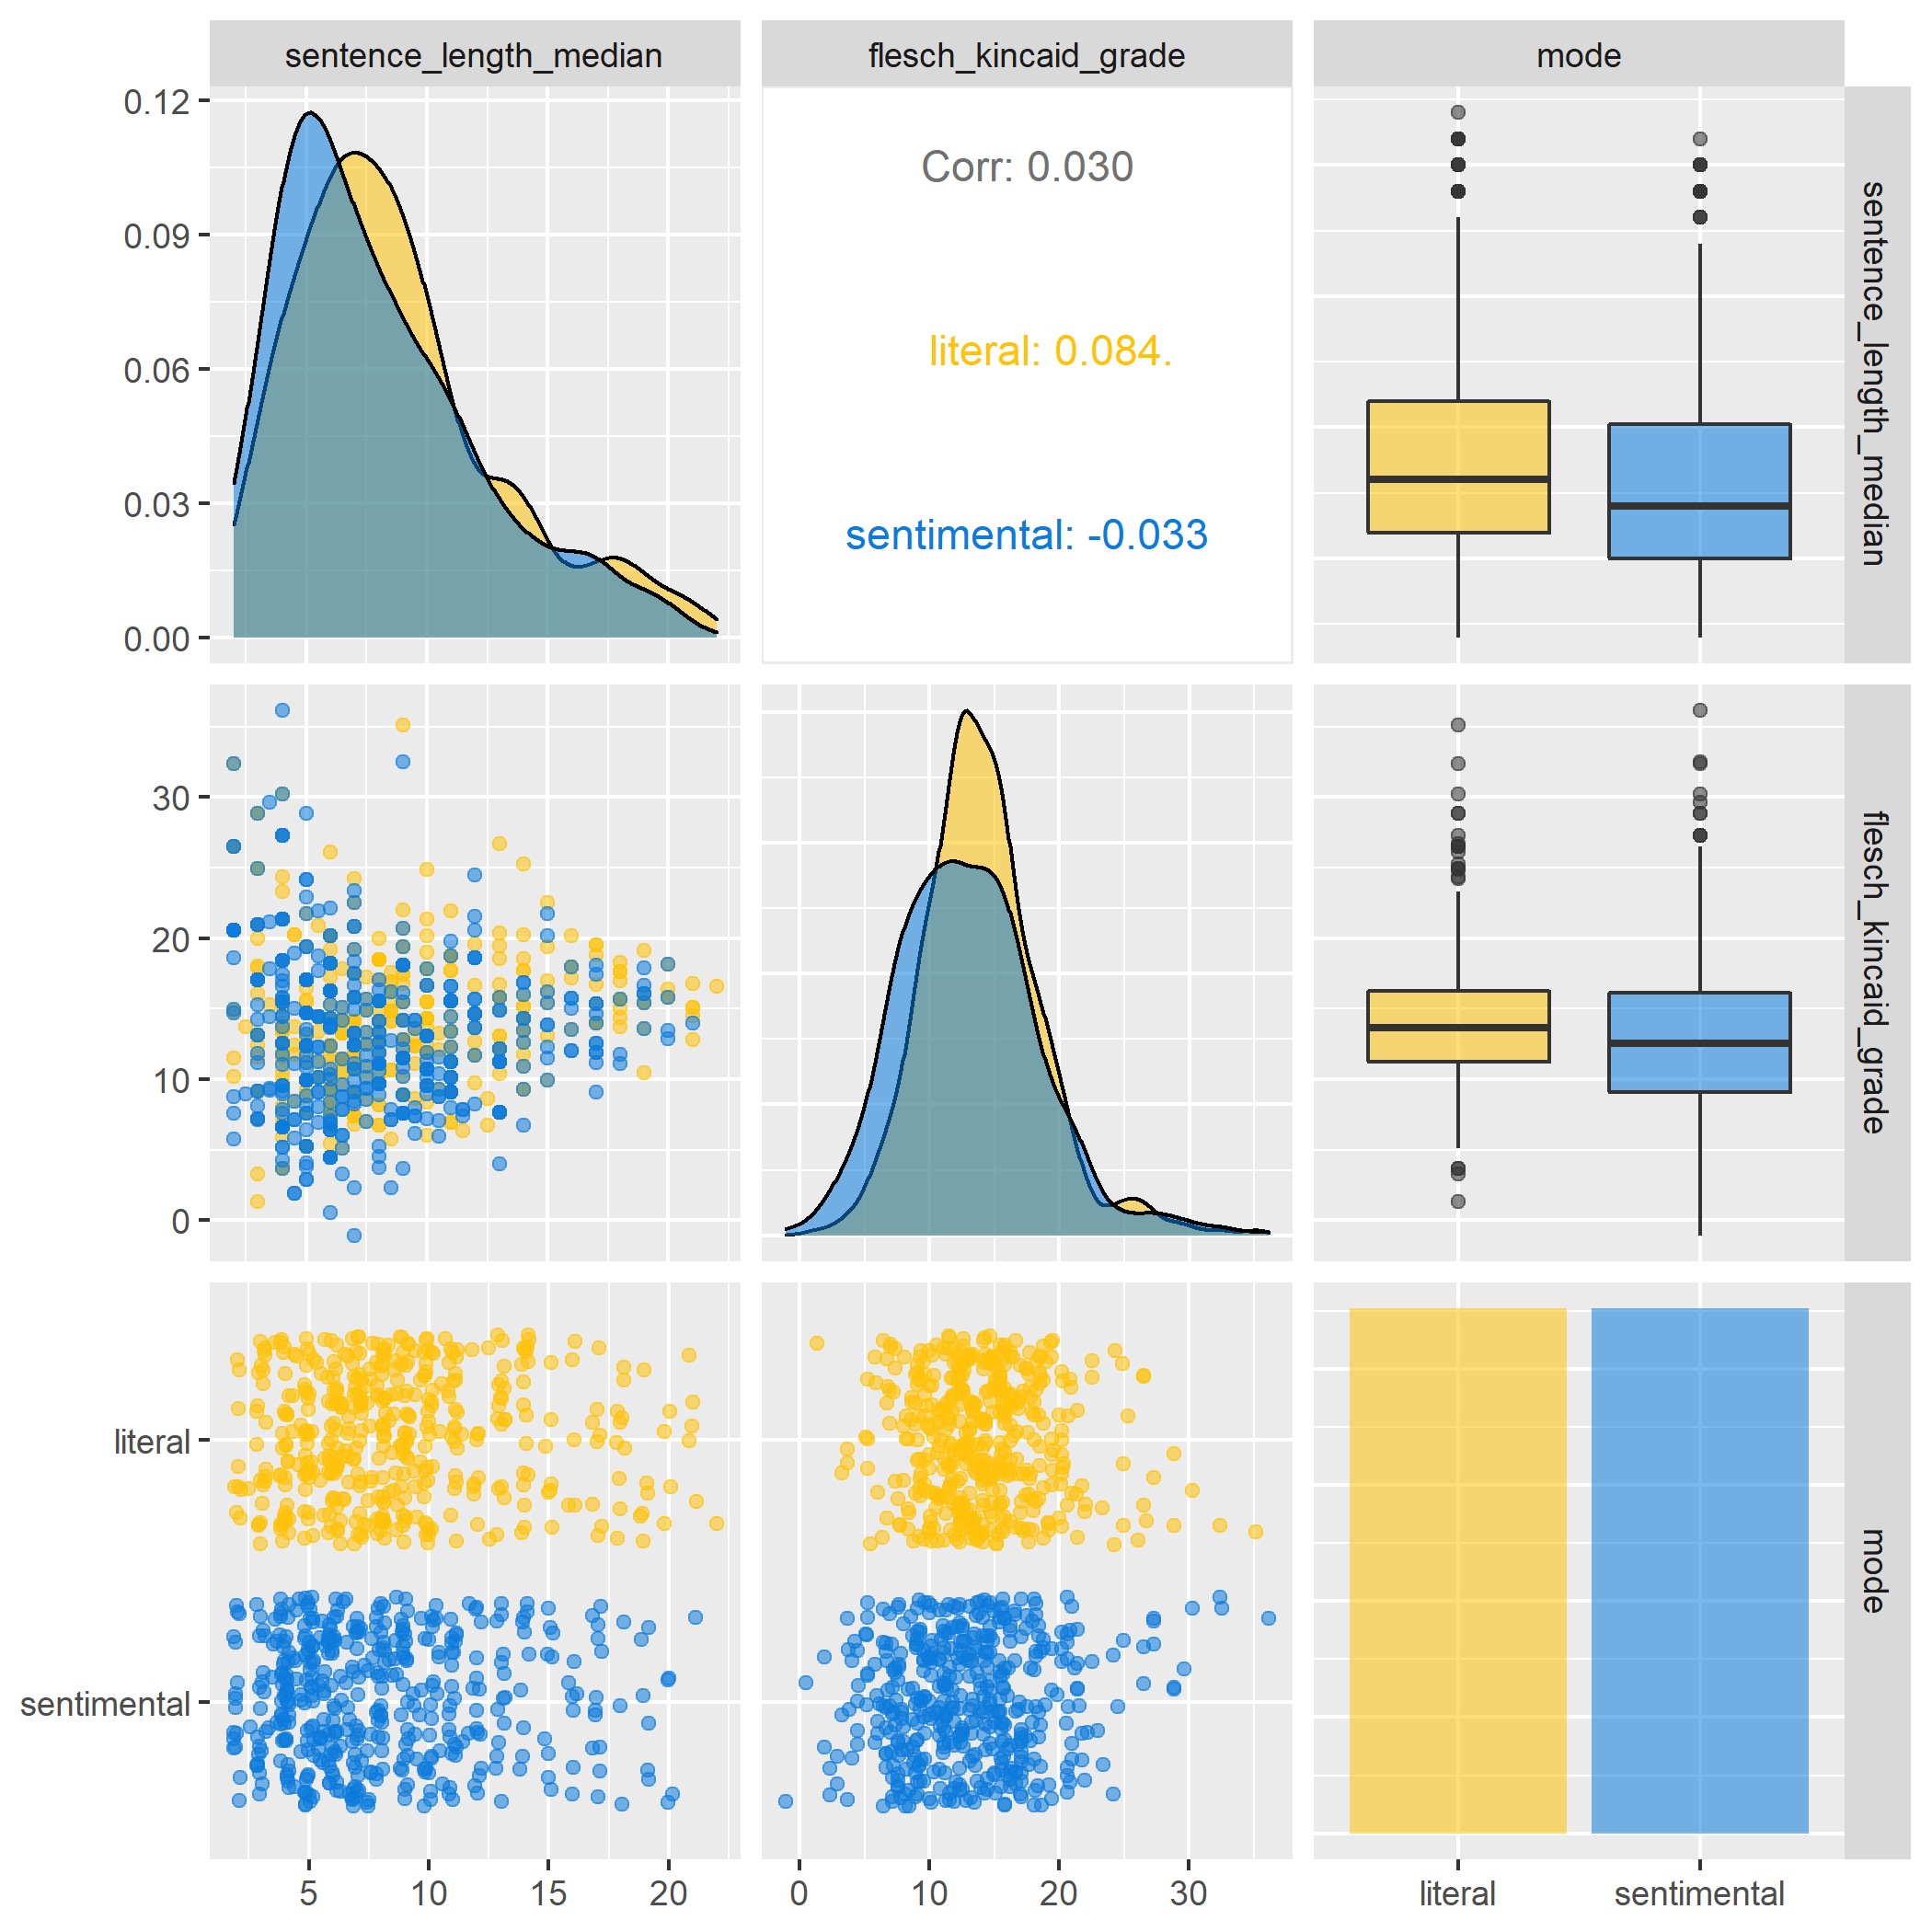 sentence_length_median
flesch_kincaid_grade
mode
0.12
0.09
0.06
0.03
0.00
Corr: 0.030
literal: 0.084.
sentimental: -0.033
sentence_length_median
30
20
10
0
flesch_kincaid_grade
literal
sentimental
mode
5 10 15 20
0 10 20 30
literal sentimental